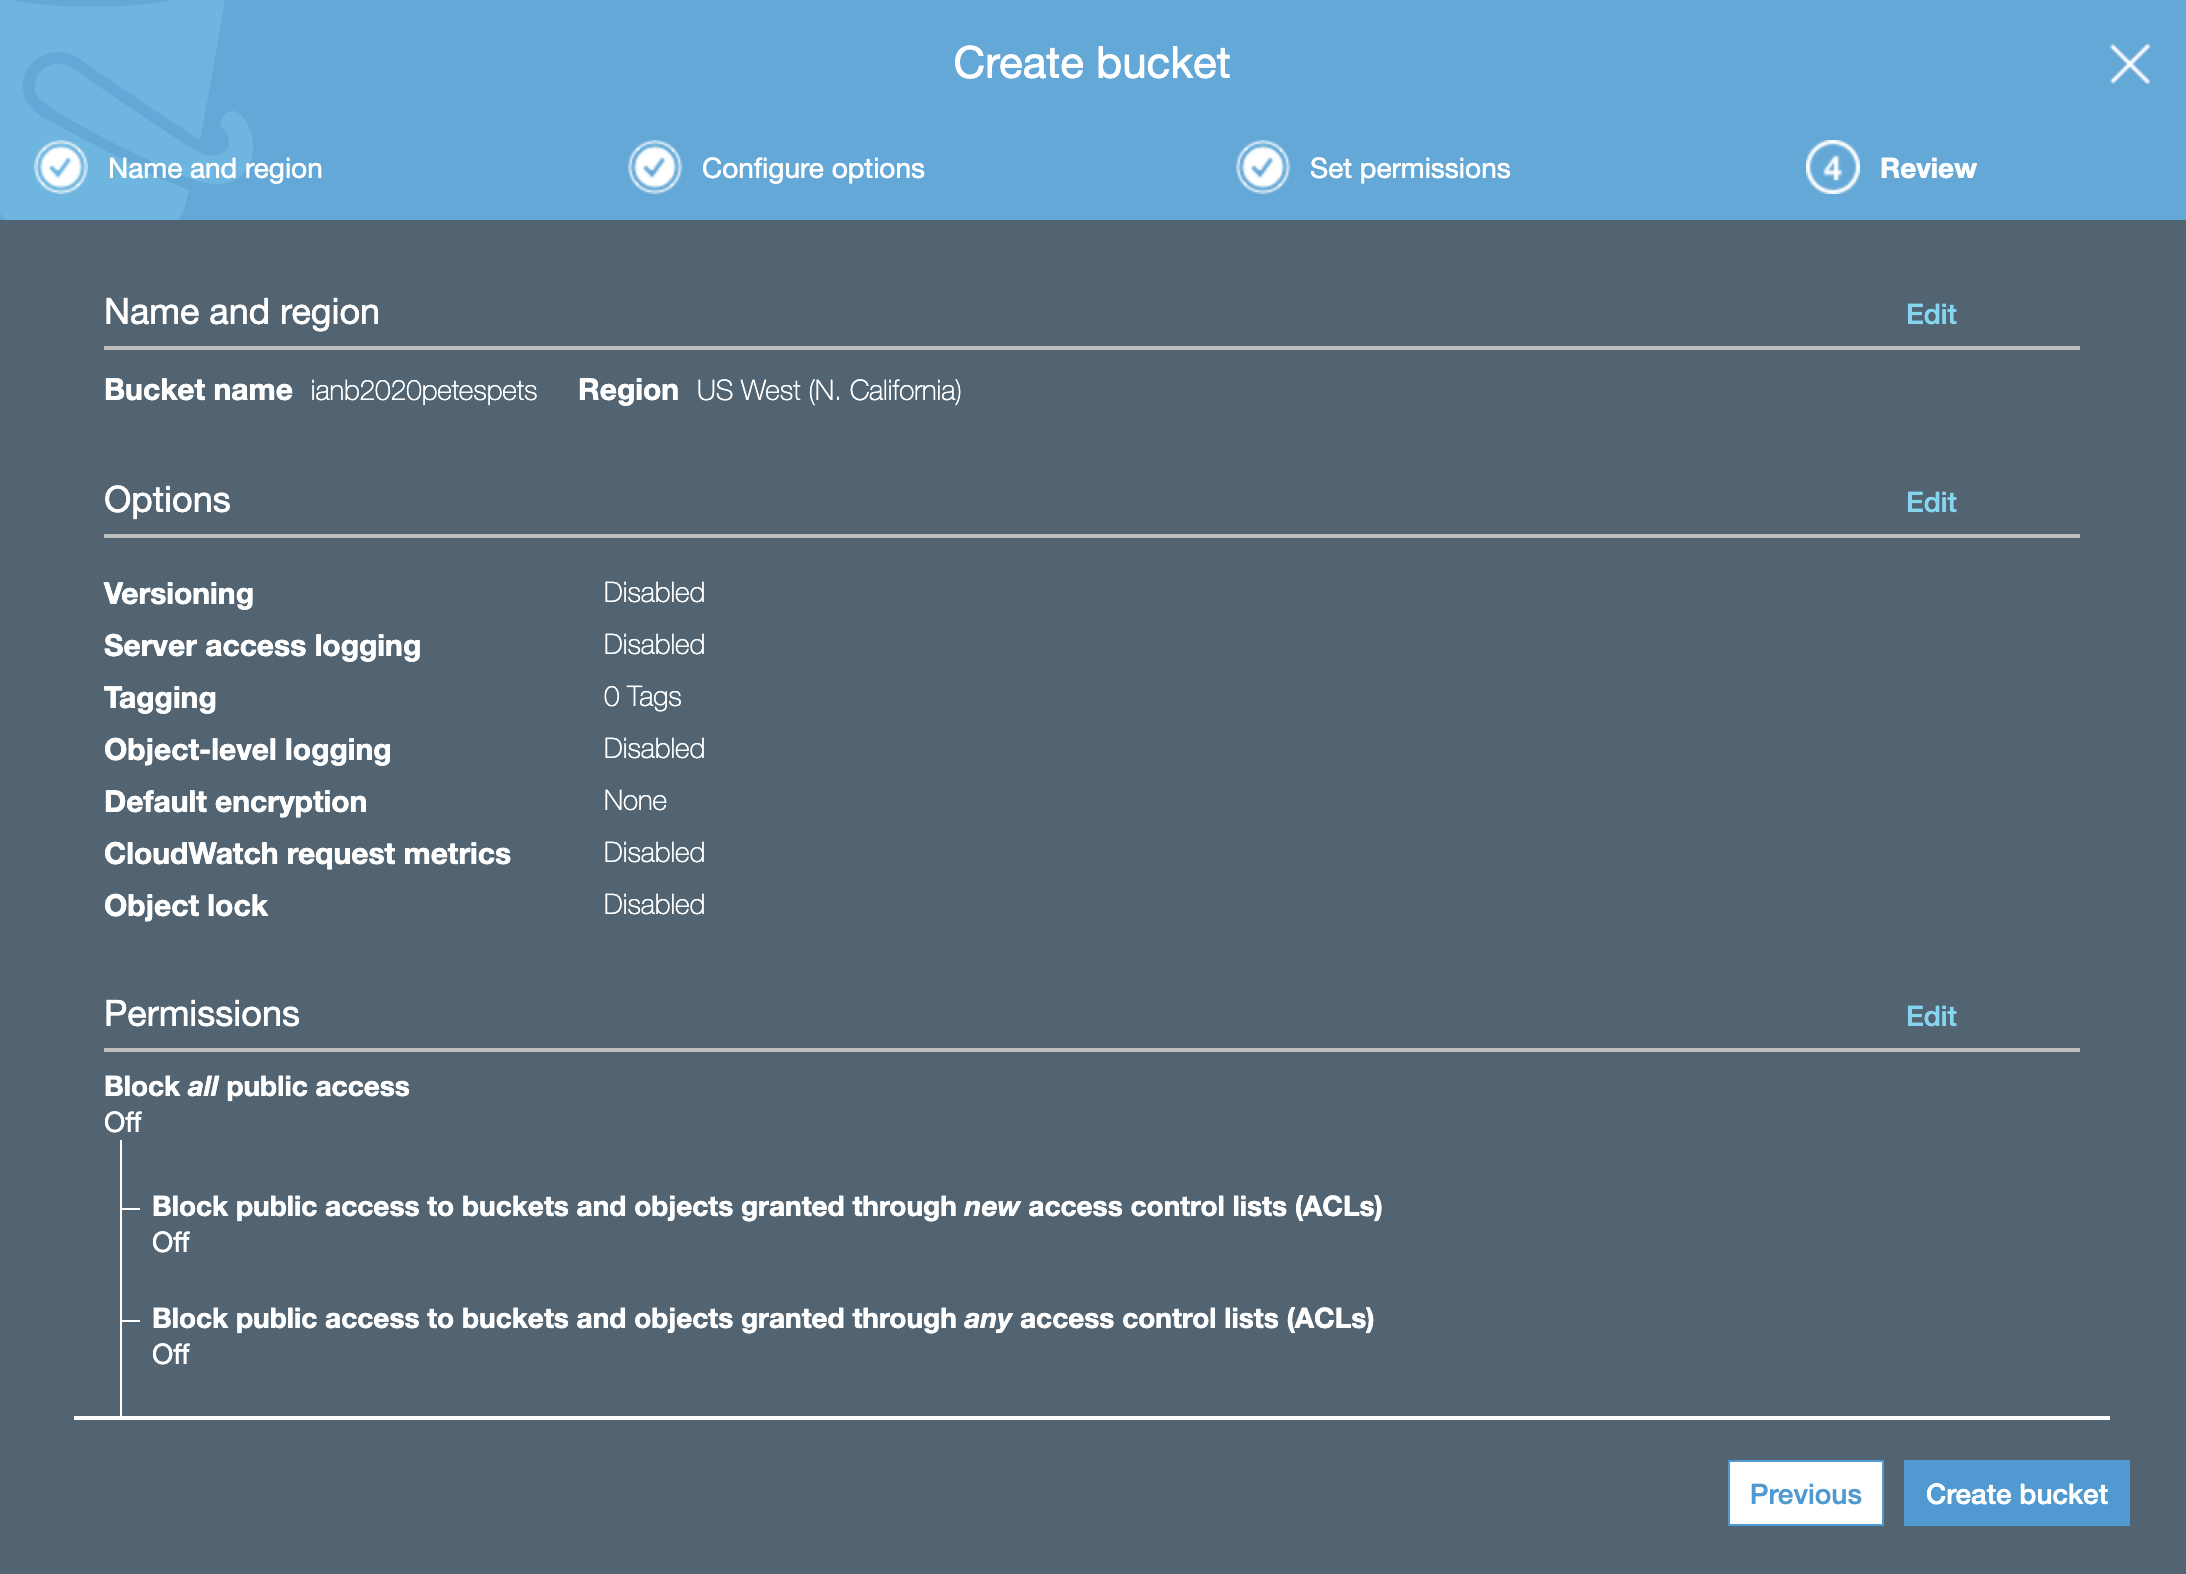 Create bucket
Name and region
Configure options
Set permissions
4 Review
Name and region Edit
Bucket name ianb2020petespets Region US West (N. California)
Options Edit
Versioning Disabled
Server access logging Disabled
Tagging 0 Tags
Object-level logging Disabled
Default encryption None
CloudWatch request metrics Disabled
Object lock Disabled
Permissions Edit
Block all public access
Off
Block public access to buckets and objects granted through new access control lists (ACLs)
Off
Block public access to buckets and objects granted through any access control lists (ACLs)
Off
Previous Create bucket